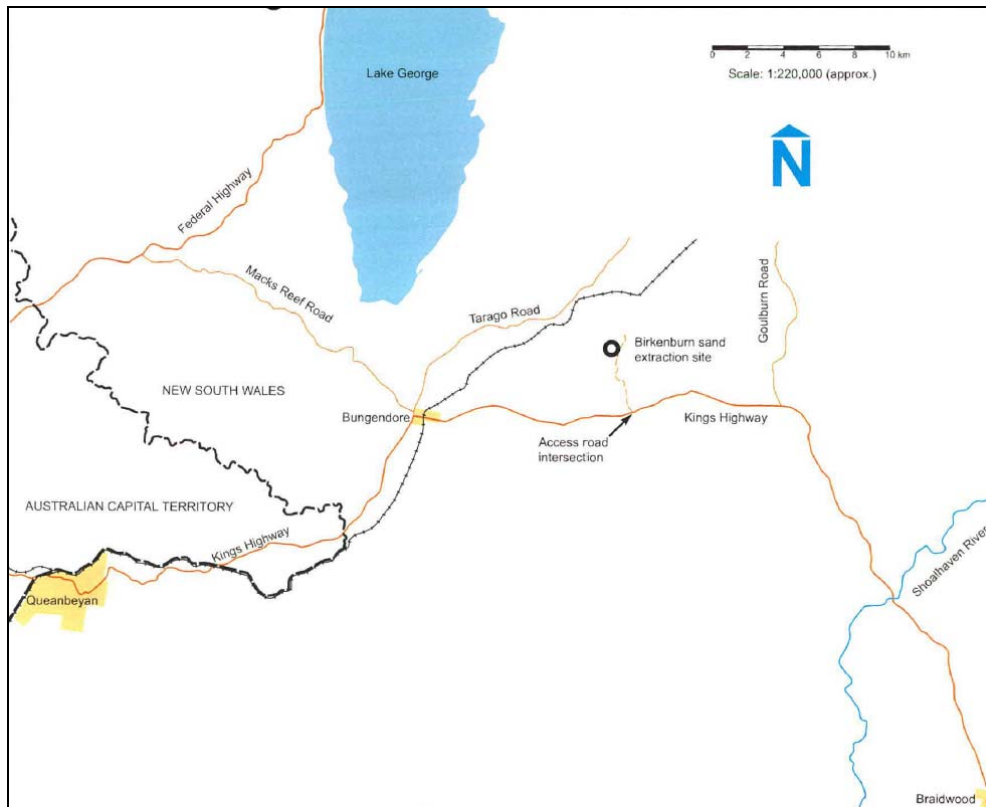 Lake George
0 2 4 6 8 10 km
Scale: 1:220,000 (approx.)
N
Federal Highway
Macks Reef Road
Tarago Road
Goulburn Road
Birkenburn sand
extraction site
NEW SOUTH WALES
Bungendore
Kings Highway
Access road
intersection
AUSTRALIAN CAPITAL TERRITORY
Kings Highway
Shoalhaven River
Queanbeyan
Braidwood